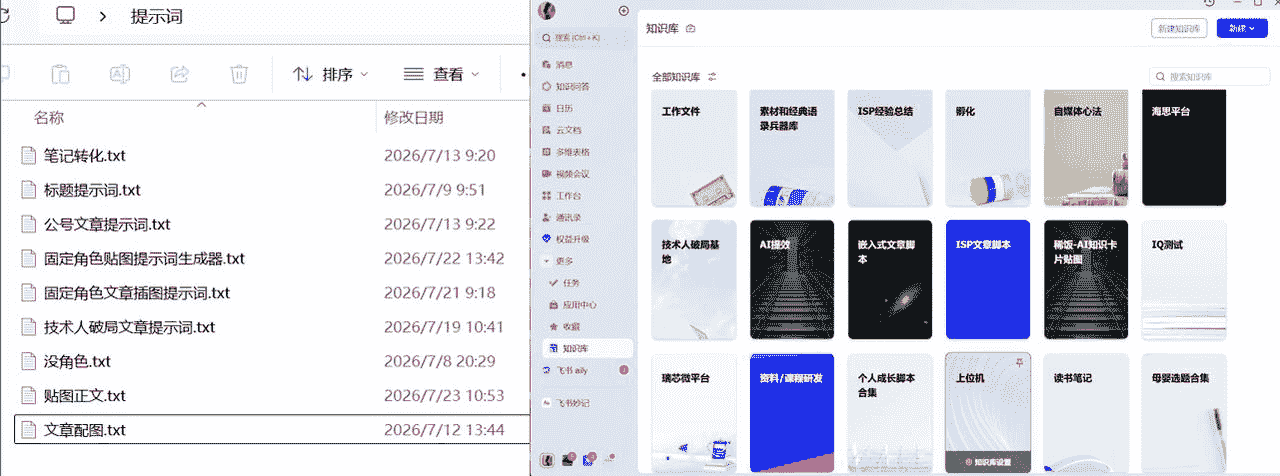 提示词
排序
查看
名称
修改日期
笔记转化.txt
2026/7/13 9:20
标题提示词.txt
2026/7/9 9:51
公号文章提示词.txt
2026/7/13 9:22
固定角色贴图提示词生成器.txt
2026/7/22 13:42
固定角色文章插图提示词.txt
2026/7/21 9:18
技术人破局文章提示词.txt
2026/7/19 10:41
没角色.txt
2026/7/8 20:29
贴图正文.txt
2026/7/23 10:53
文章配图.txt
2026/7/12 13:44
搜索 (Ctrl+K)
消息
知识问答
日历
云文档
多维表格
视频会议
工作台
通讯录
权益升级
更多
任务
应用中心
收藏
知识库
飞书 aily
飞书妙记
知识库
新建知识库
新建
全部知识库
搜索知识库
工作文件
素材和经典语
录兵器库
ISP经验总结
孵化
自媒体心法
海思平台
技术人破局基
地
AI提效
嵌入式文章脚
本
ISP文章脚本
稀饭-AI知识卡
片贴图
IQ测试
瑞芯微平台
资料/课程研发
个人成长脚本
合集
上位机
知识库设置
读书笔记
母婴选题合集